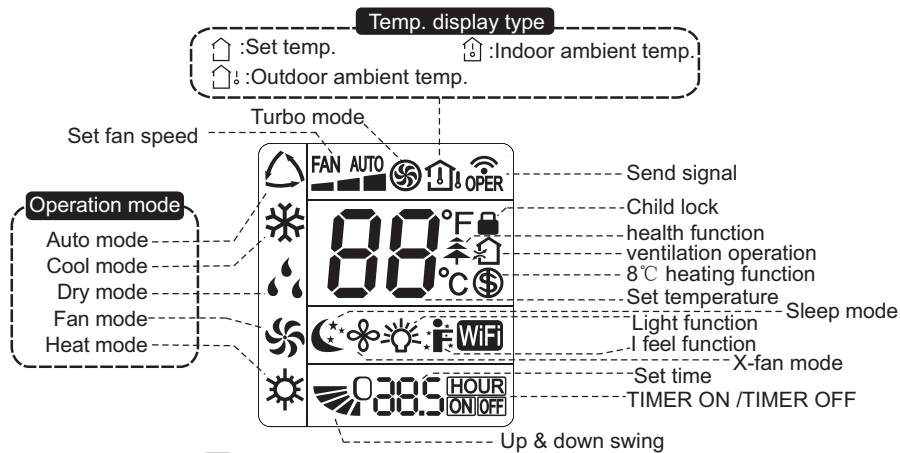 Temp. display type
:Set temp.
:Indoor ambient temp.
:Outdoor ambient temp.
Turbo mode
Set fan speed
FAN AUTO
OPER
Send signal
Operation mode
Auto mode
Cool mode
Dry mode
Fan mode
Heat mode
88
°F
°C
Child lock
health function
ventilation operation
8℃ heating function
Set temperature
Sleep mode
Light function
WiFi
I feel function
X-fan mode
Set time
088.5
HOUR
ON OFF
TIMER ON /TIMER OFF
Up & down swing